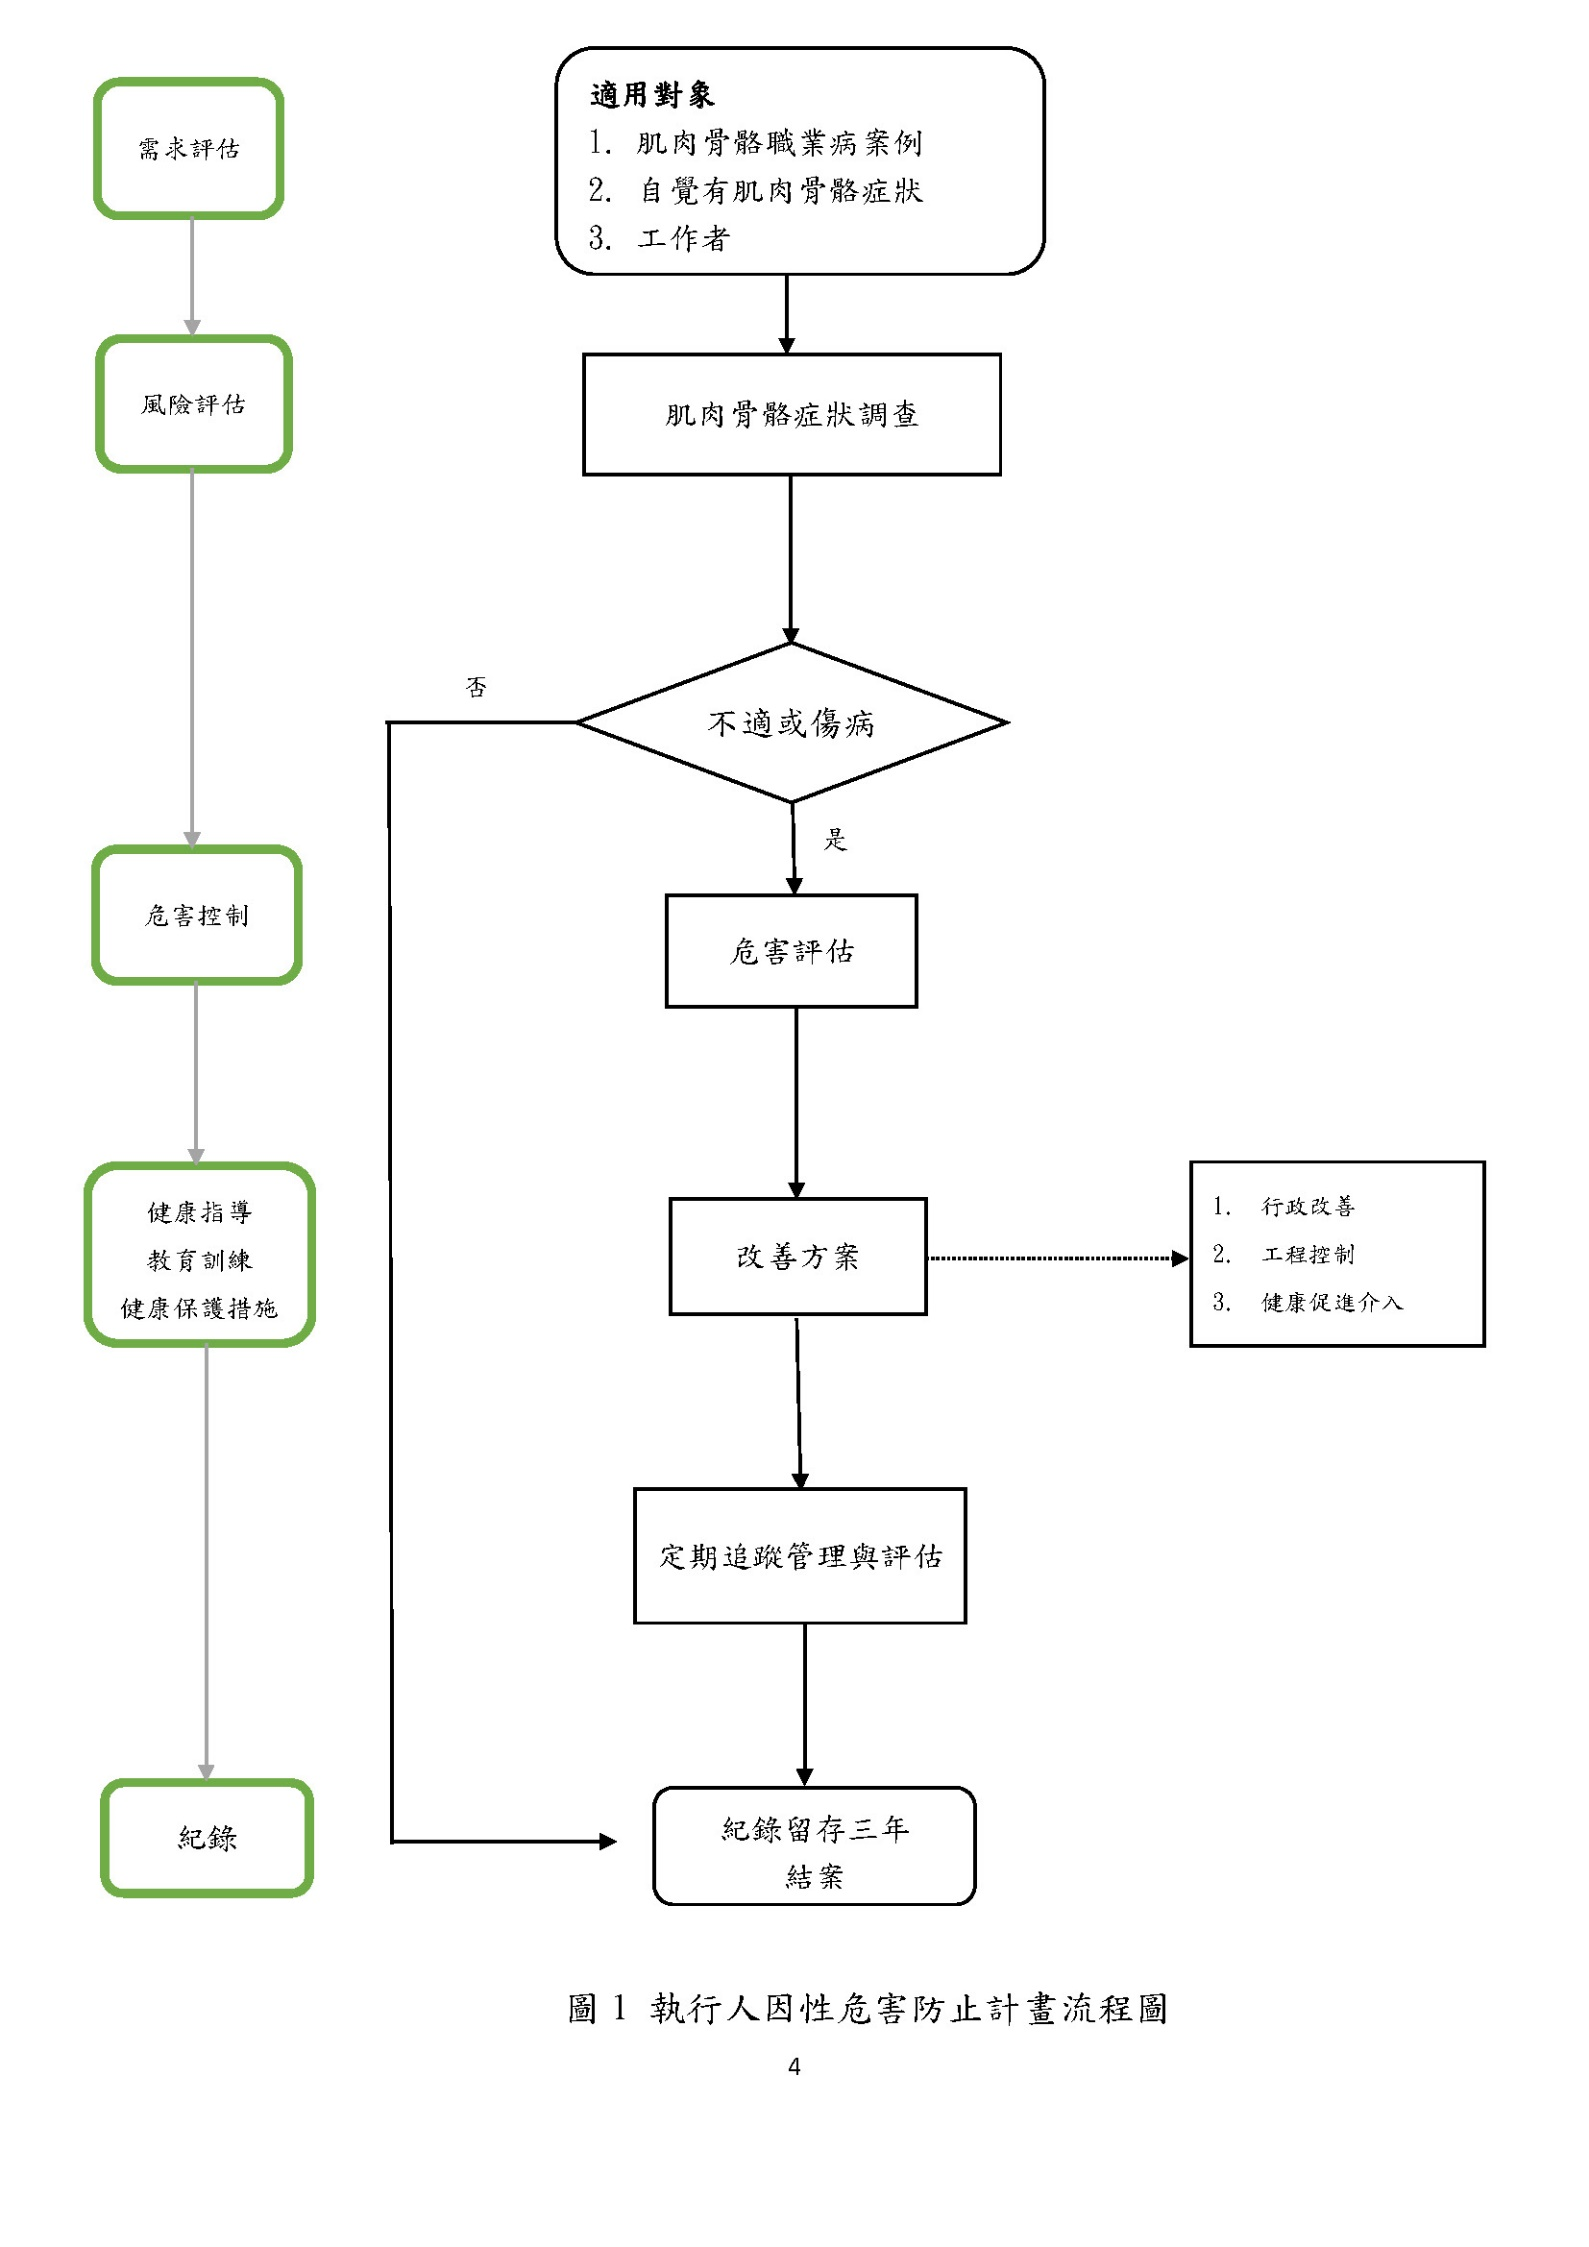 需求評估
風險評估
危害控制
健康指導
教育訓練
健康保護措施
紀錄
適用對象
1. 肌肉骨骼職業病案例
2. 自覺有肌肉骨骼症狀
3. 工作者
肌肉骨骼症狀調查
不適或傷病
否
是
危害評估
改善方案
1. 行政改善
2. 工程控制
3. 健康促進介入
定期追蹤管理與評估
紀錄留存三年
結案
圖 1 執行人因性危害防止計畫流程圖
4